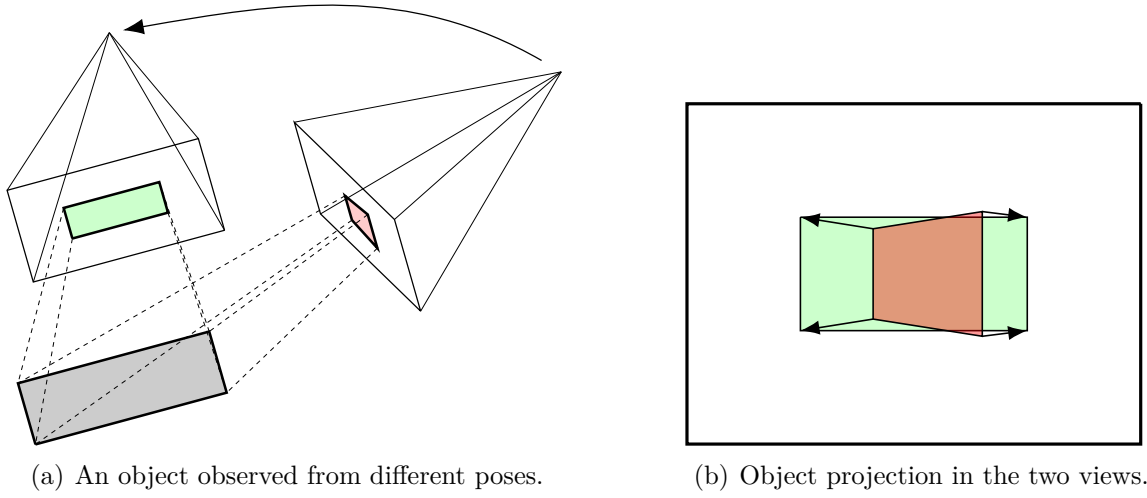 (a) An object observed from different poses.
(b) Object projection in the two views.